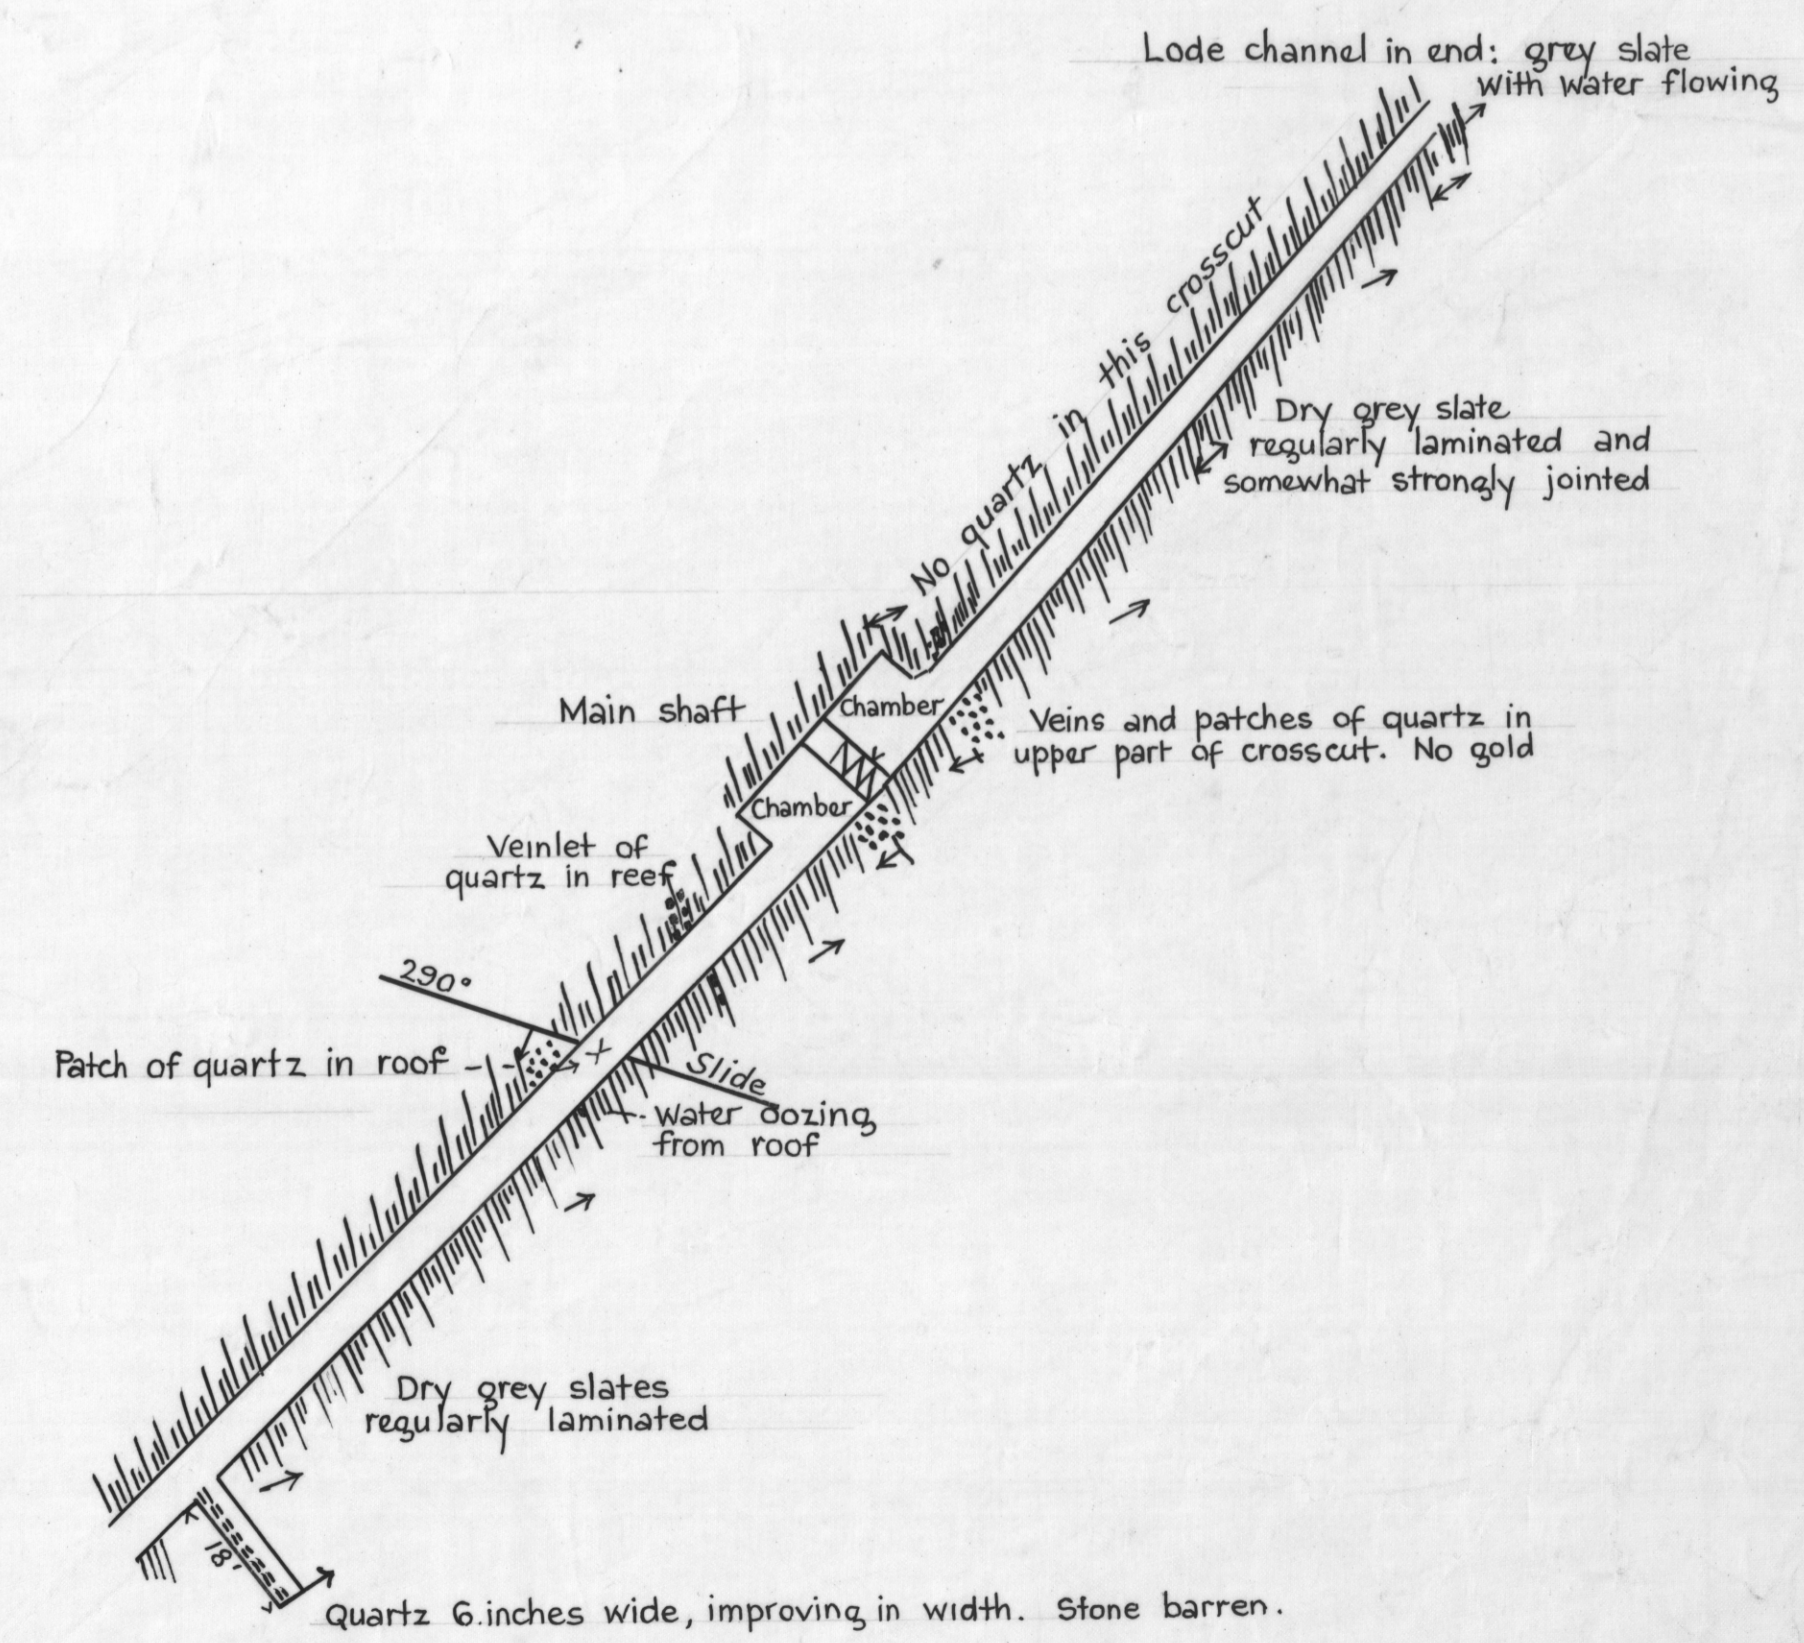 Lode channel in end: grey slate
with water flowing
No quartz in this crosscut
Dry grey slate
regularly laminated and
somewhat strongly jointed
Main shaft
Chamber
Veins and patches of quartz in
upper part of crosscut. No gold
Chamber
Veinlet of
quartz in reef
290°
Patch of quartz in roof
Slide
Water oozing
from roof
Dry grey slates
regularly laminated
18'
Quartz 6.inches wide, improving in width. Stone barren.